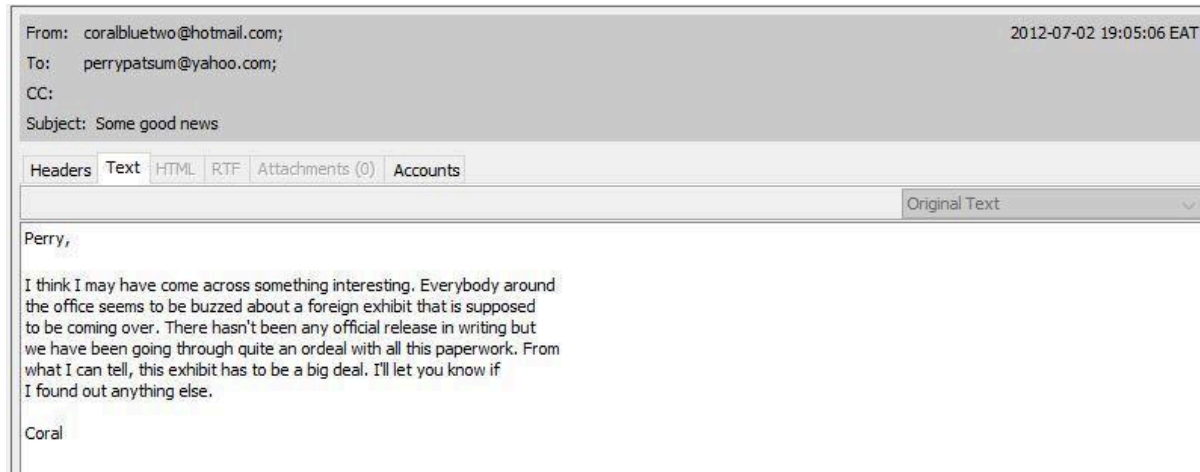 From: coralbluetwo@hotmail.com; 2012-07-02 19:05:06 EAT
To: perrypatsum@yahoo.com;
CC:
Subject: Some good news
Headers Text HTML RTF Attachments (0) Accounts
Original Text
Perry,
I think I may have come across something interesting. Everybody around
the office seems to be buzzed about a foreign exhibit that is supposed
to be coming over. There hasn't been any official release in writing but
we have been going through quite an ordeal with all this paperwork. From
what I can tell, this exhibit has to be a big deal. I'll let you know if
I found out anything else.
Coral